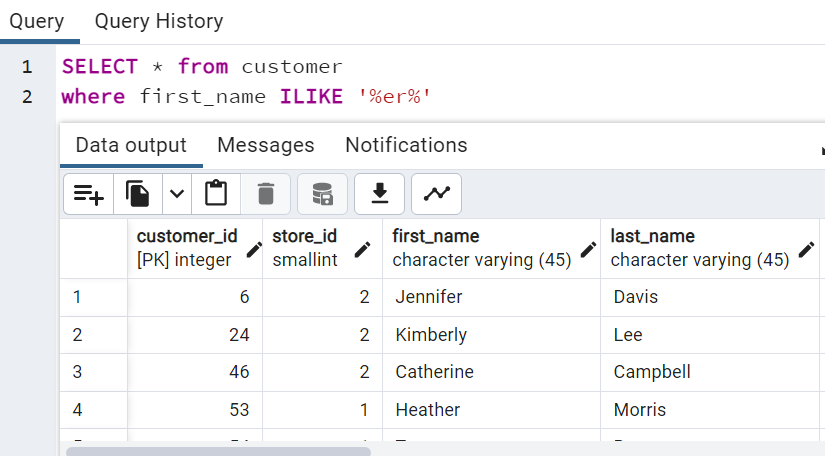 Query Query History
1 SELECT * from customer
2 where first_name ILIKE '%er%'
Data output Messages Notifications
customer_id store_id first_name last_name
[PK] integer smallint character varying (45) character varying (45)
1 6 2 Jennifer Davis
2 24 2 Kimberly Lee
3 46 2 Catherine Campbell
4 53 1 Heather Morris